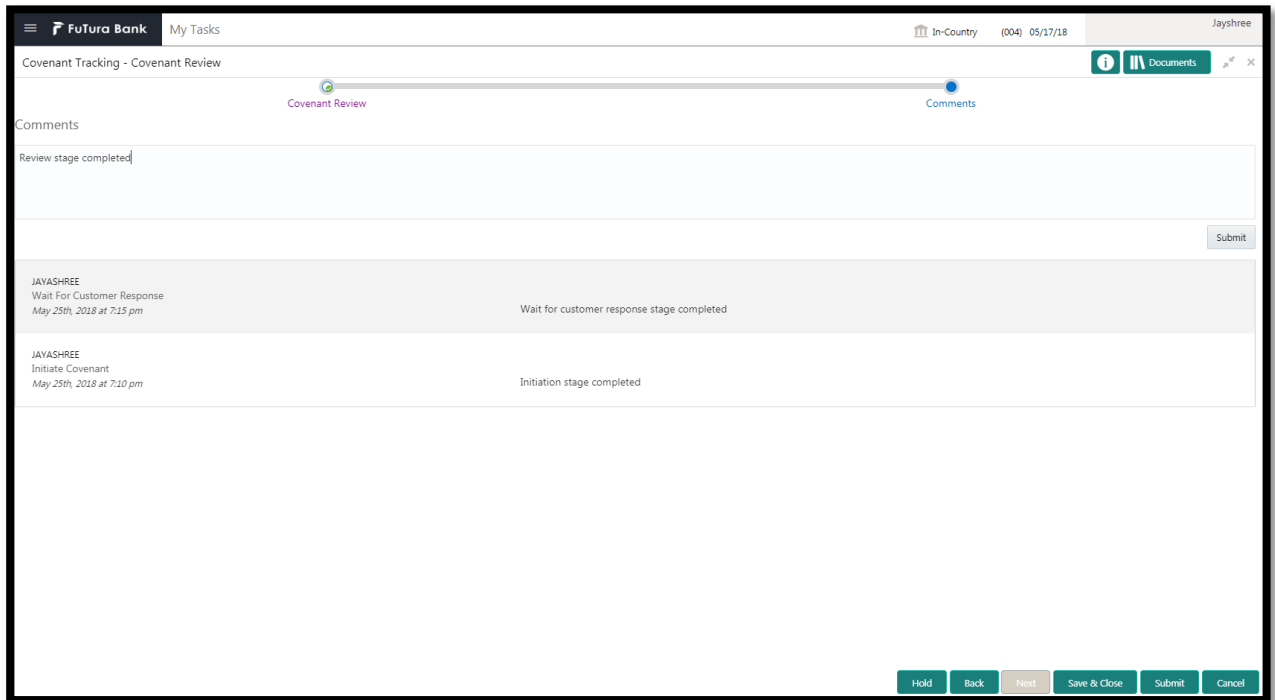 FuTura Bank My Tasks In-Country (004) 05/17/18 Jayshree
Covenant Tracking - Covenant Review Documents
Covenant Review Comments
Comments
Review stage completed
Submit
JAYASHREE
Wait For Customer Response
May 25th, 2018 at 7:15 pm Wait for customer response stage completed
JAYASHREE
Initiate Covenant
May 25th, 2018 at 7:10 pm Initiation stage completed
Hold Back Next Save & Close Submit Cancel